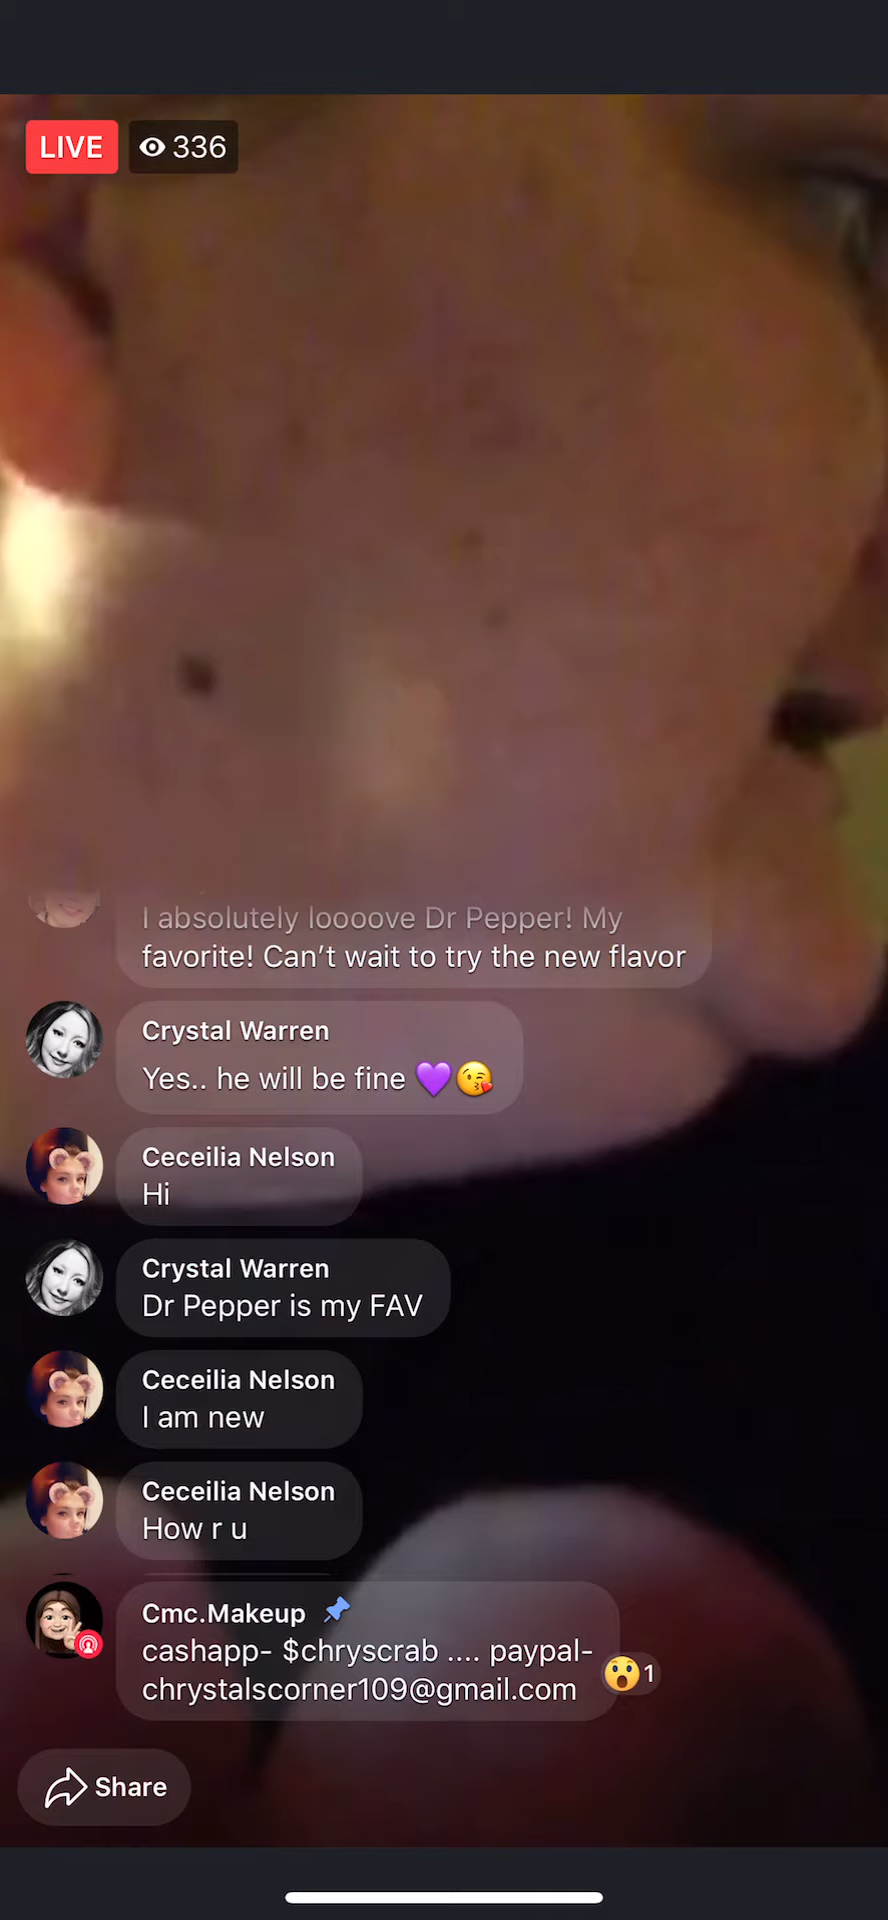 LIVE 336
I absolutely loooove Dr Pepper! My
favorite! Can’t wait to try the new flavor
Crystal Warren
Yes.. he will be fine 💜😘
Ceceilia Nelson
Hi
Crystal Warren
Dr Pepper is my FAV
Ceceilia Nelson
I am new
Ceceilia Nelson
How r u
Cmc.Makeup 📌
cashapp- $chryscrab .... paypal-
chrystalscorner109@gmail.com 😮1
Share